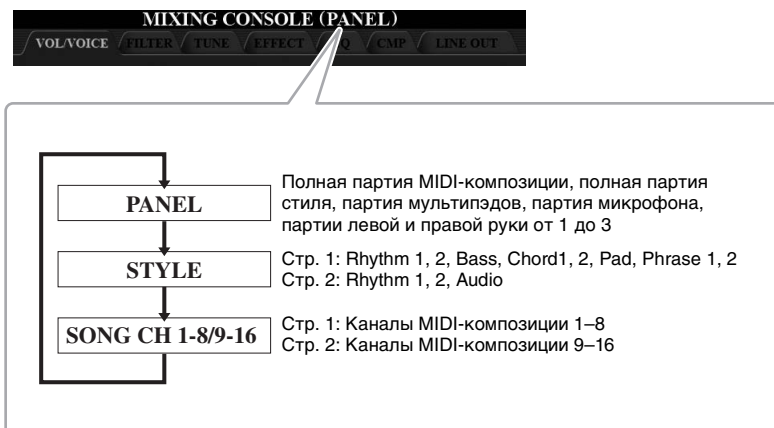 MIXING CONSOLE (PANEL)
VOL/VOICE FILTER TUNE EFFECT CMP LINE OUT
PANEL
Полная партия MIDI-композиции, полная партия
стиля, партия мультипэдов, партия микрофона,
партии левой и правой руки от 1 до 3
STYLE
Стр. 1: Rhythm 1, 2, Bass, Chord1, 2, Pad, Phrase 1, 2
Стр. 2: Rhythm 1, 2, Audio
SONG CH 1-8/9-16
Стр. 1: Каналы MIDI-композиции 1–8
Стр. 2: Каналы MIDI-композиции 9–16